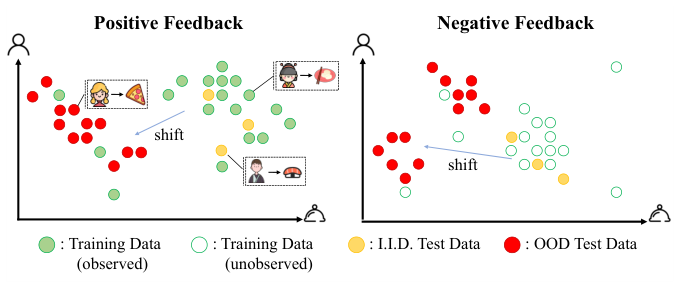 Positive Feedback
Negative Feedback
shift
shift
: Training Data
(observed)
: Training Data
(unobserved)
: I.I.D. Test Data
: OOD Test Data